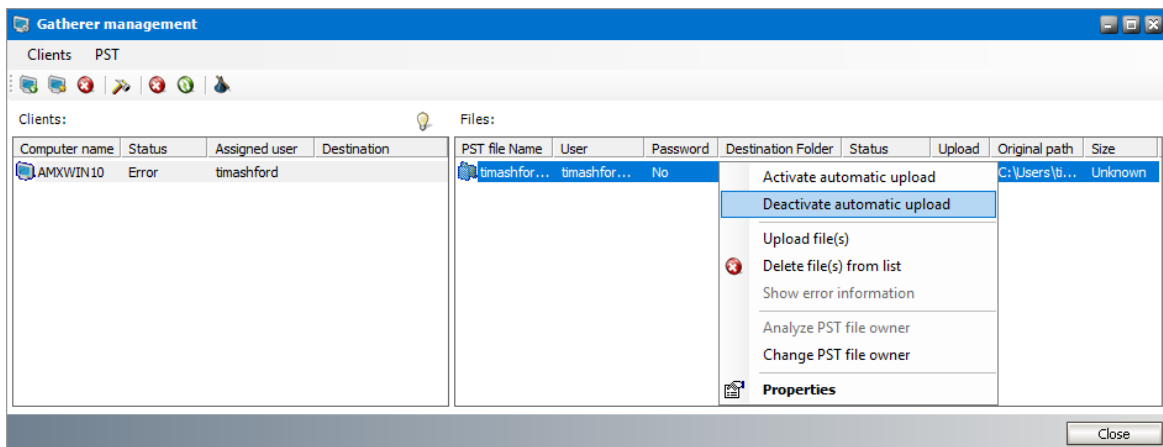 Gatherer management
Clients PST
Clients: Files:
Computer name Status Assigned user Destination PST file Name User Password Destination Folder Status Upload Original path Size
AMXWIN10 Error timashford timashfor... timashfor... No C:\Users\ti... Unknown
Activate automatic upload
Deactivate automatic upload
Upload file(s)
Delete file(s) from list
Show error information
Analyze PST file owner
Change PST file owner
Properties
Close